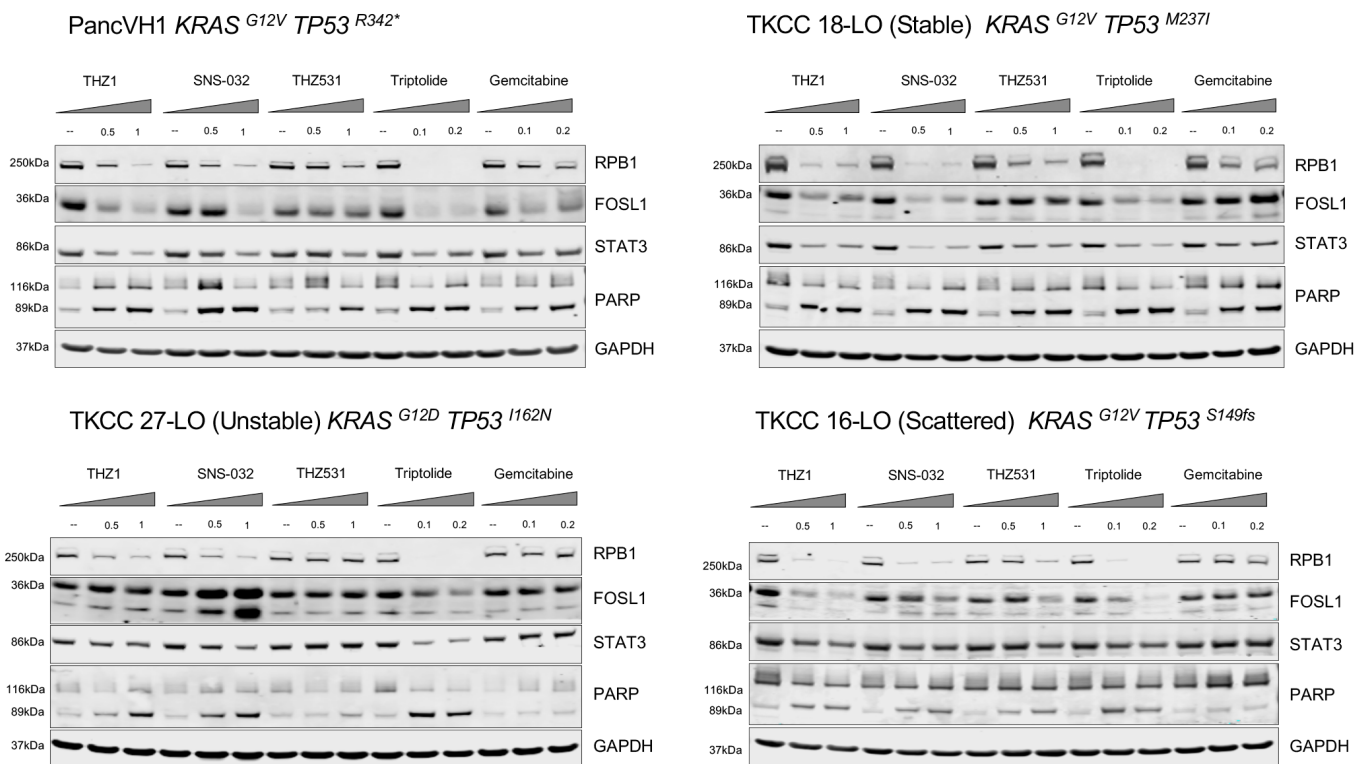 PancVH1 KRAS G12V TP53 R342*
THZ1 SNS-032 THZ531 Triptolide Gemcitabine
-- 0.5 1 -- 0.5 1 -- 0.5 1 -- 0.1 0.2 -- 0.1 0.2
250kDa RPB1
36kDa FOSL1
86kDa STAT3
116kDa
89kDa PARP
37kDa GAPDH
TKCC 18-LO (Stable) KRAS G12V TP53 M237I
THZ1 SNS-032 THZ531 Triptolide Gemcitabine
-- 0.5 1 -- 0.5 1 -- 0.5 1 -- 0.1 0.2 -- 0.1 0.2
250kDa RPB1
36kDa FOSL1
86kDa STAT3
116kDa
89kDa PARP
37kDa GAPDH
TKCC 27-LO (Unstable) KRAS G12D TP53 I162N
THZ1 SNS-032 THZ531 Triptolide Gemcitabine
-- 0.5 1 -- 0.5 1 -- 0.5 1 -- 0.1 0.2 -- 0.1 0.2
250kDa RPB1
36kDa FOSL1
86kDa STAT3
116kDa PARP
89kDa
37kDa GAPDH
TKCC 16-LO (Scattered) KRAS G12V TP53 S149fs
THZ1 SNS-032 THZ531 Triptolide Gemcitabine
-- 0.5 1 -- 0.5 1 -- 0.5 1 -- 0.1 0.2 -- 0.1 0.2
250kDa RPB1
36kDa FOSL1
86kDa STAT3
116kDa PARP
89kDa
37kDa GAPDH